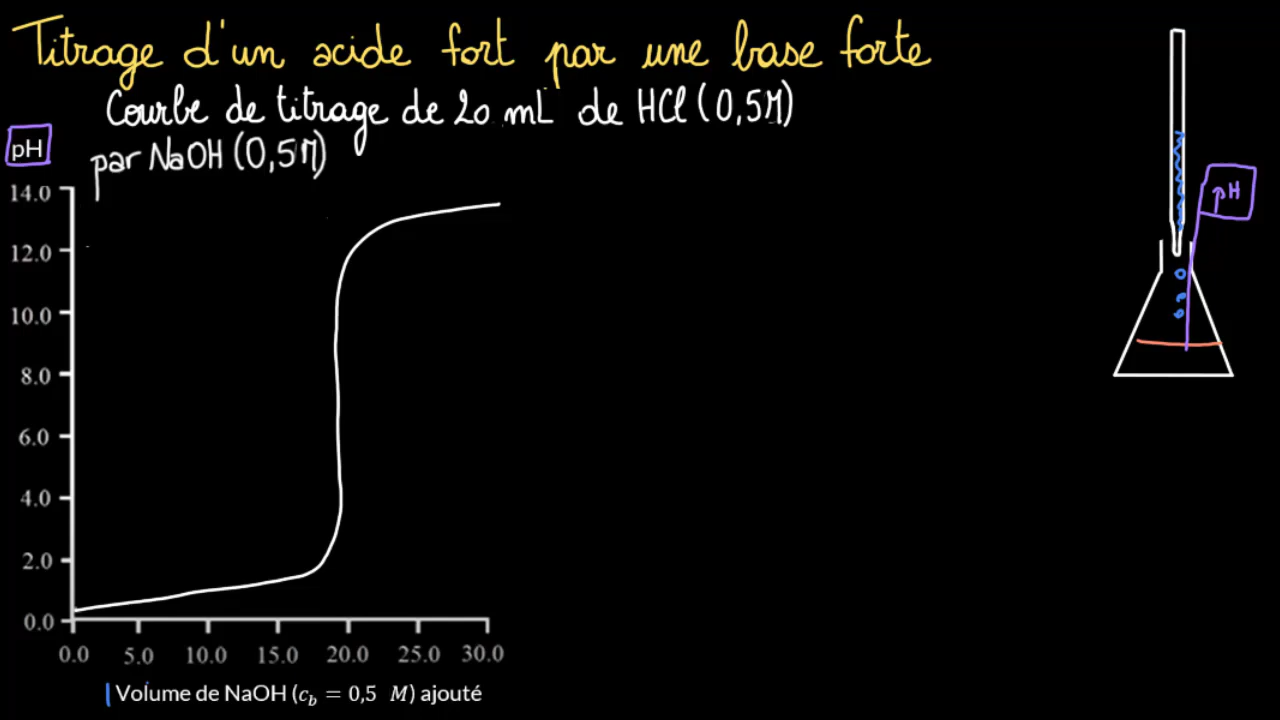 Titrage d'un acide fort par une base forte
Courbe de titrage de 20 mL de HCl (0,5M)
par NaOH (0,5M)
pH
pH
14.0
12.0
10.0
8.0
6.0
4.0
2.0
0.0
0.0 5.0 10.0 15.0 20.0 25.0 30.0
Volume de NaOH (c_b = 0,5 M) ajouté